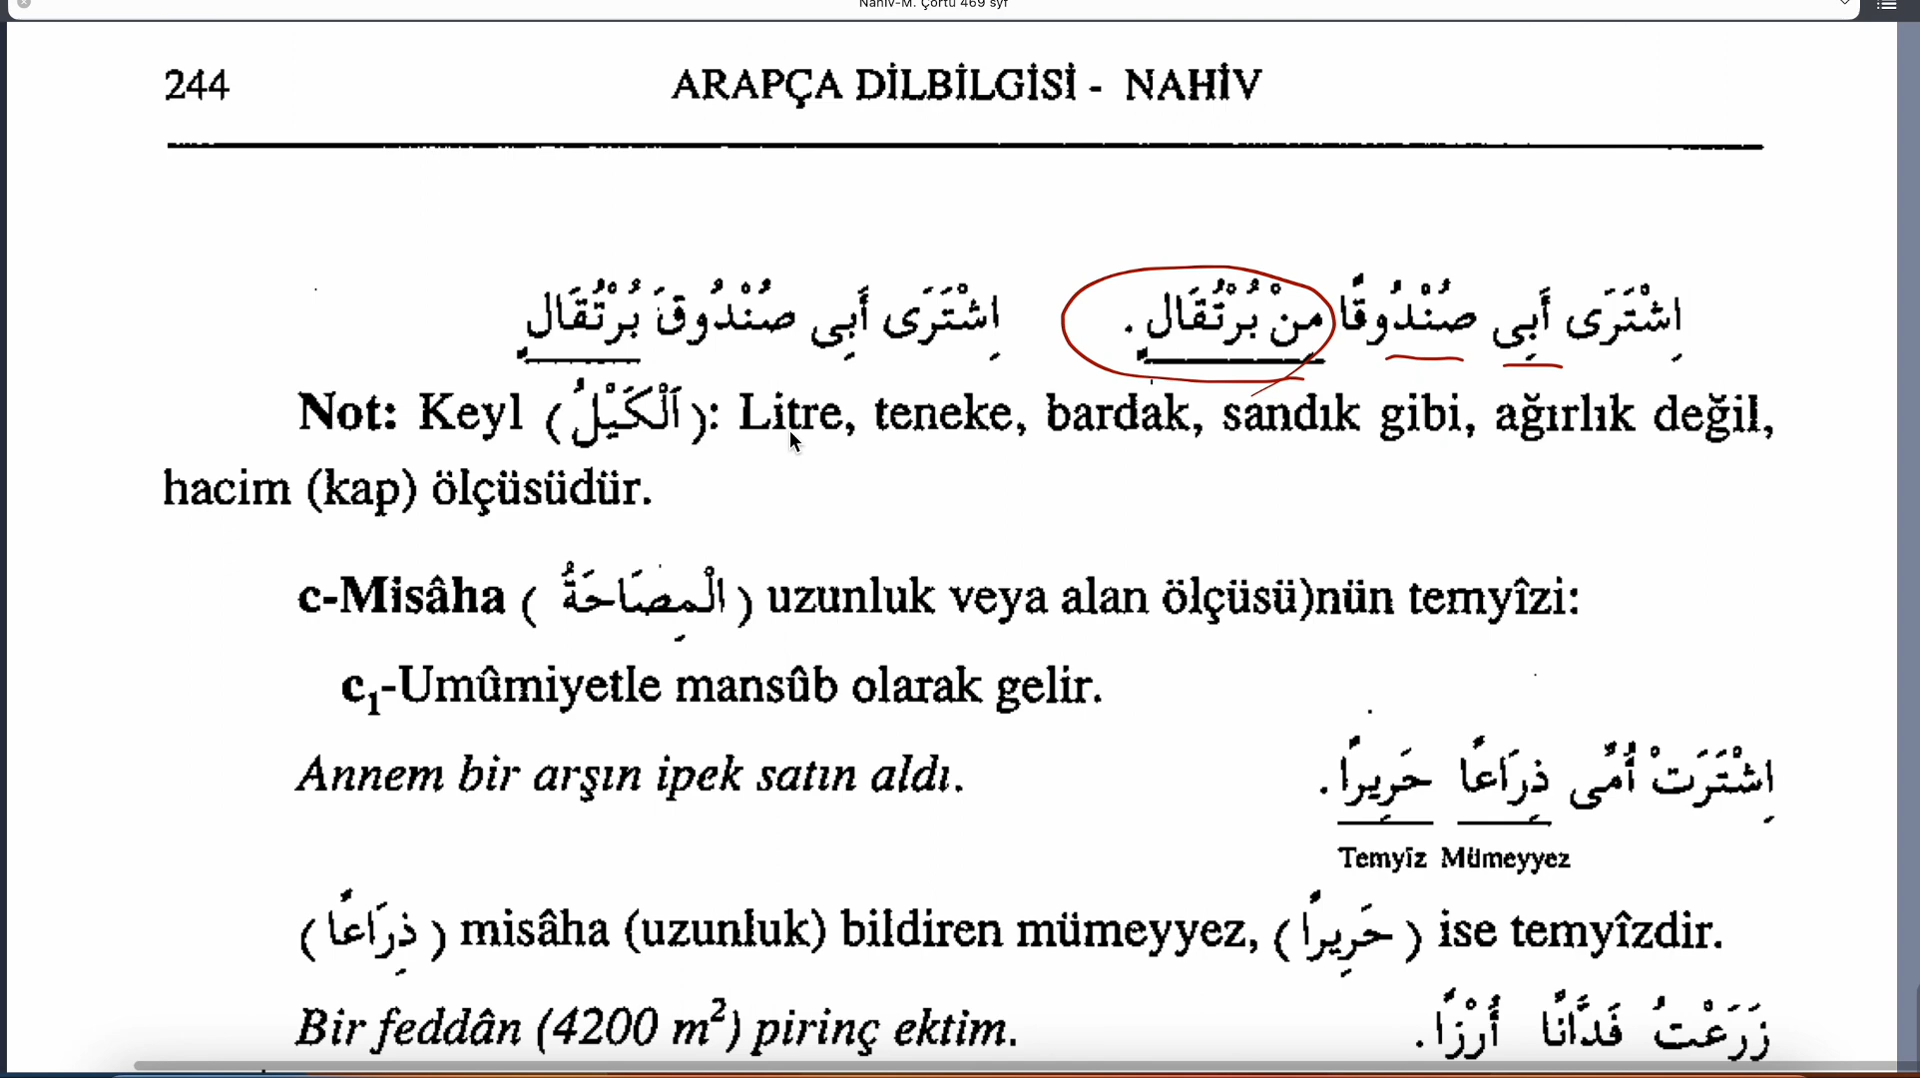 Nahiv-M. Çörtü 469 syf
244 ARAPÇA DİLBİLGİSİ - NAHİV
اِشْتَرَى أَبِى صُنْدُوقًا مِنْ بُرْتُقَالٍ . اِشْتَرَى أَبِى صُنْدُوقَ بُرْتُقَالٍ
Not: Keyl (اَلْكَيْلُ): Litre, teneke, bardak, sandık gibi, ağırlık değil,
hacim (kap) ölçüsüdür.
c-Misâha ( الْمِصَاحَةُ ) uzunluk veya alan ölçüsü)nün temyîzi:
c1-Umûmiyetle mansûb olarak gelir.
Annem bir arşın ipek satın aldı. اِشْتَرَتْ أُمِّى ذِرَاعًا حَرِيرًا .
Temyîz Mümeyyez
(ذِرَاعًا ) misâha (uzunluk) bildiren mümeyyez, (حَرِيرًا ) ise temyîzdir.
Bir feddân (4200 m²) pirinç ektim. زَرَعْتُ فَدَّانًا أُرْزًا .